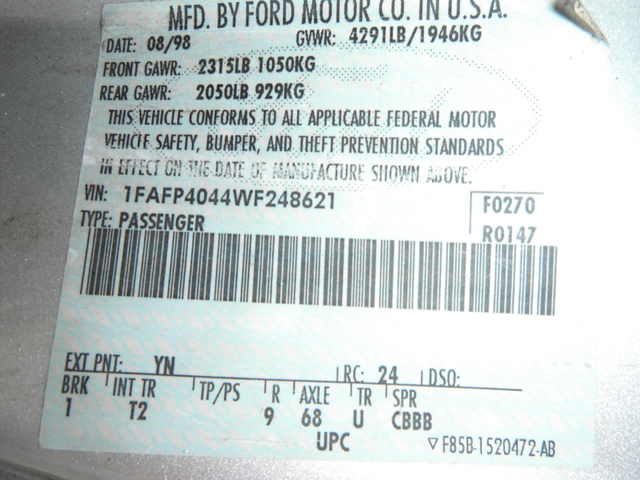 MFD. BY FORD MOTOR CO. IN U.S.A.
DATE: 08/98 GVWR: 4291LB/1946KG
FRONT GAWR: 2315LB 1050KG
REAR GAWR: 2050LB 929KG
THIS VEHICLE CONFORMS TO ALL APPLICABLE FEDERAL MOTOR
VEHICLE SAFETY, BUMPER, AND THEFT PREVENTION STANDARDS
IN EFFECT ON THE DATE OF MANUFACTURE SHOWN ABOVE.
VIN: 1FAFP4044WF248621 F0270
TYPE: PASSENGER R0147
EXT PNT: YN RC: 24 DSO:
BRK INT TR TP/PS R AXLE TR SPR
1 T2 9 68 U CBBB
UPC ▽F85B-1520472-AB